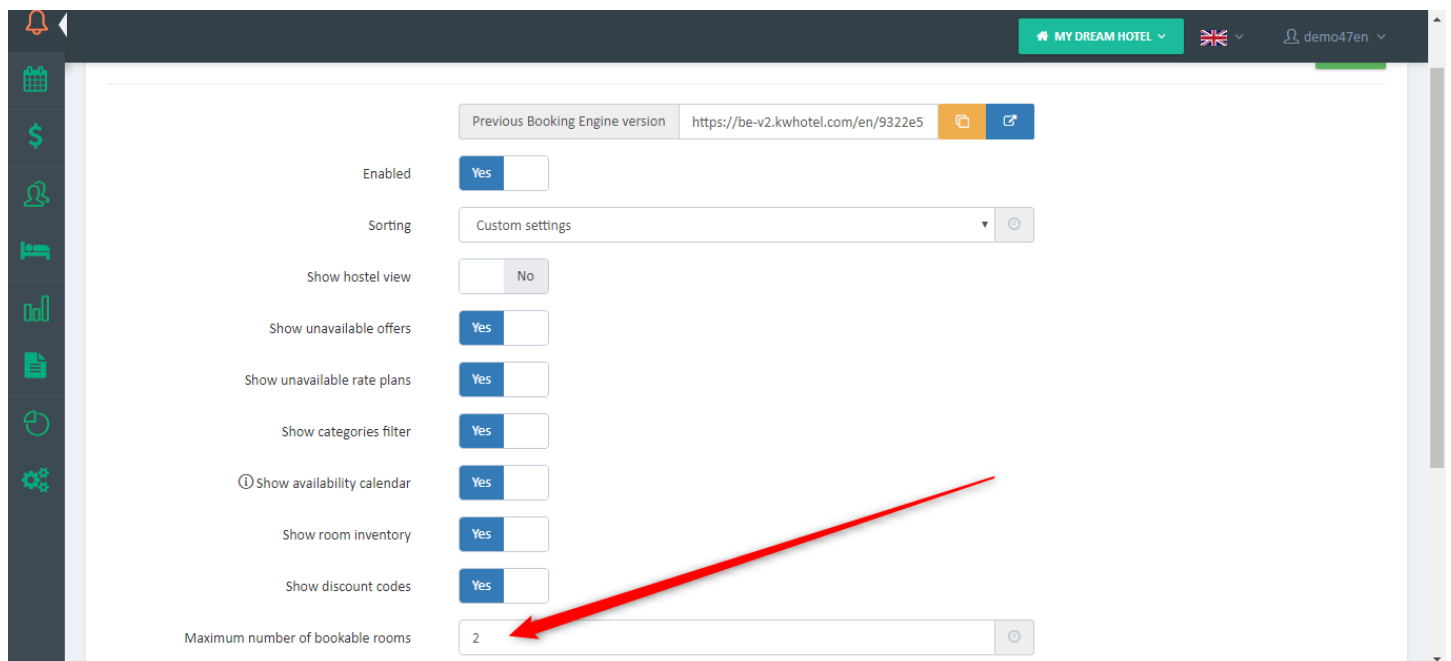 MY DREAM HOTEL
demo47en
Previous Booking Engine version https://be-v2.kwhotel.com/en/9322e5
Enabled Yes
Sorting Custom settings
Show hostel view No
Show unavailable offers Yes
Show unavailable rate plans Yes
Show categories filter Yes
Show availability calendar Yes
Show room inventory Yes
Show discount codes Yes
Maximum number of bookable rooms 2